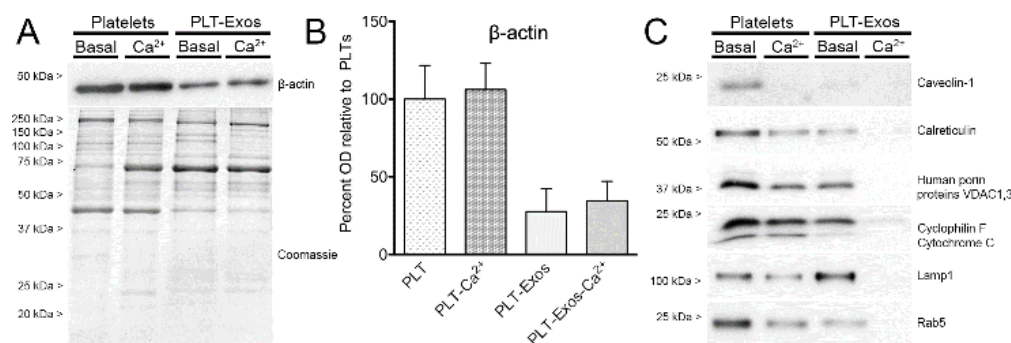 A
Platelets PLT-Exos
Basal Ca²⁺ Basal Ca²⁺
50 kDa >
β-actin
250 kDa >
150 kDa >
100 kDa >
75 kDa >
50 kDa >
37 kDa >
Coomassie
25 kDa >
20 kDa >
B
β-actin
Percent OD relative to PLTs
150
100
50
0
PLT
PLT-Ca²⁺
PLT-Exos
PLT-Exos-Ca²⁺
C
Platelets PLT-Exos
Basal Ca²⁺ Basal Ca²⁺
25 kDa >
Caveolin-1
Calreticulin
50 kDa >
37 kDa >
Human porin
proteins VDAC1,3
25 kDa >
Cyclophilin F
Cytochrome C
100 kDa >
Lamp1
25 kDa >
Rab5